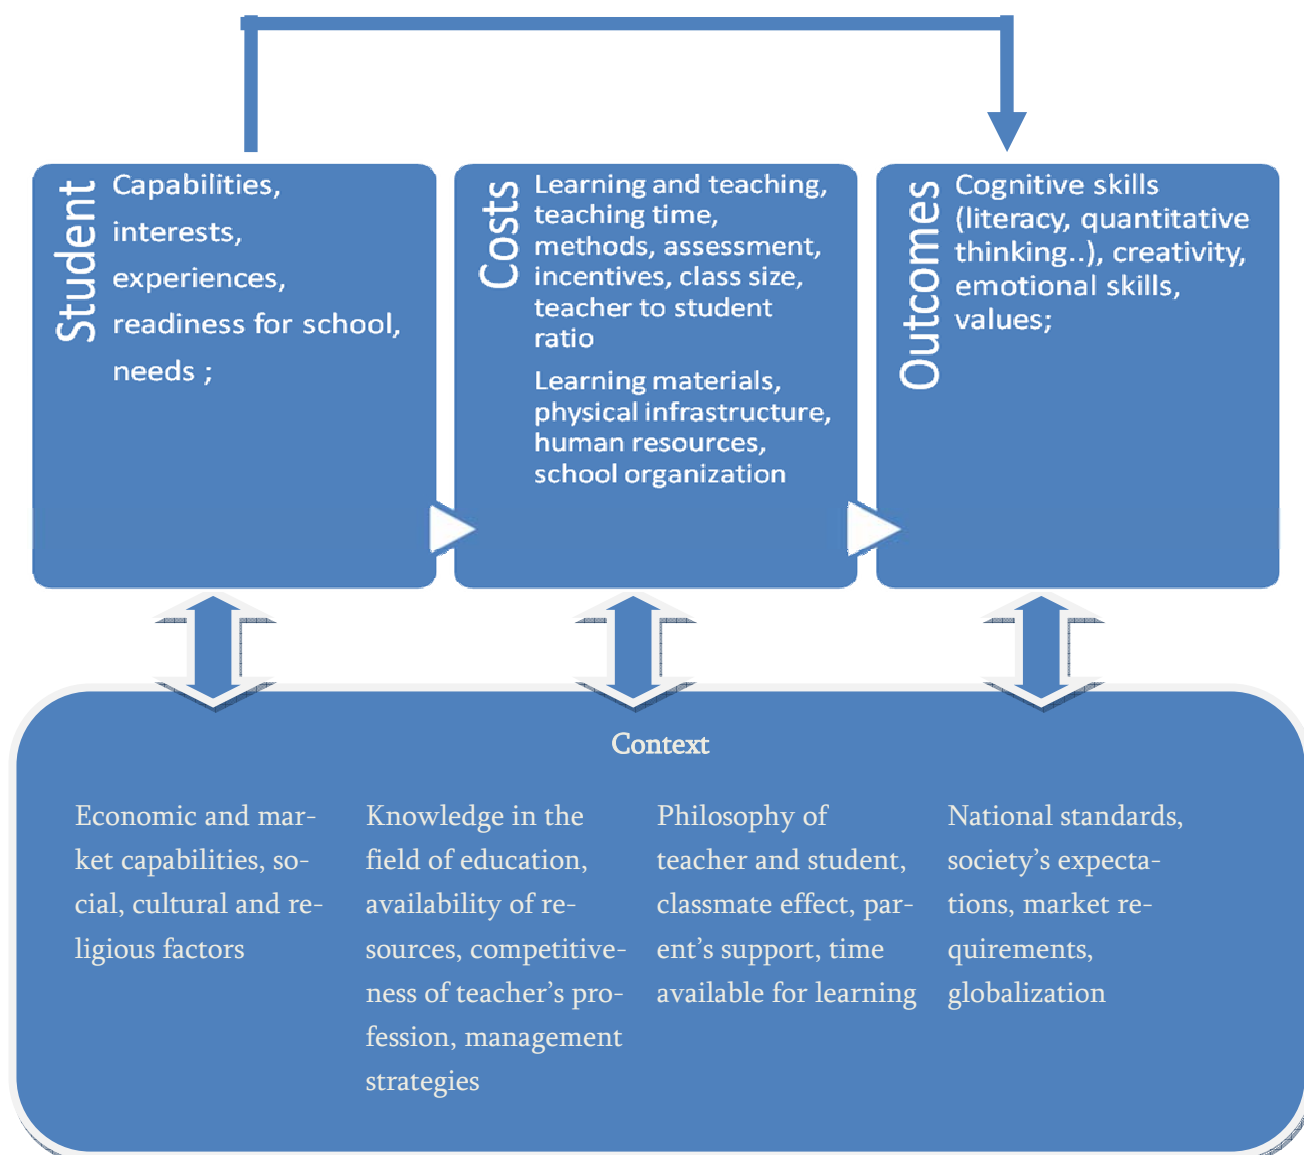 Student
Capabilities,
interests,
experiences,
readiness for school,
needs ;
Costs
Learning and teaching,
teaching time,
methods, assessment,
incentives, class size,
teacher to student
ratio
Learning materials,
physical infrastructure,
human resources,
school organization
Outcomes
Cognitive skills
(literacy, quantitative
thinking..), creativity,
emotional skills,
values;
Context
Economic and mar-
ket capabilities, so-
cial, cultural and re-
ligious factors
Knowledge in the
field of education,
availability of re-
sources, competitive-
ness of teacher’s pro-
fession, management
strategies
Philosophy of
teacher and student,
classmate effect, par-
ent’s support, time
available for learning
National standards,
society’s expecta-
tions, market re-
quirements,
globalization